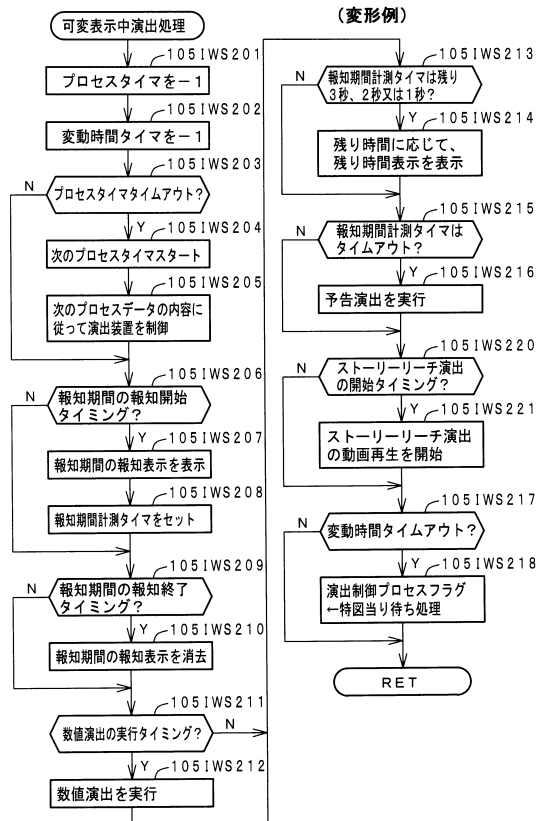 可変表示中演出処理
105IWS201
プロセスタイマを－1
105IWS202
変動時間タイマを－1
105IWS203
プロセスタイマタイムアウト？
N
Y
105IWS204
次のプロセスタイマスタート
105IWS205
次のプロセスデータの内容に
従って演出装置を制御
105IWS206
報知期間の報知開始
タイミング？
N
Y
105IWS207
報知期間の報知表示を表示
105IWS208
報知期間計測タイマをセット
105IWS209
報知期間の報知終了
タイミング？
N
Y
105IWS210
報知期間の報知表示を消去
105IWS211
数値演出の実行タイミング？
N
Y
105IWS212
数値演出を実行
（変形例）
105IWS213
報知期間計測タイマは残り
3秒、2秒又は1秒？
N
Y
105IWS214
残り時間に応じて、
残り時間表示を表示
105IWS215
報知期間計測タイマは
タイムアウト？
N
Y
105IWS216
予告演出を実行
105IWS220
ストーリーリーチ演出
の開始タイミング？
N
Y
105IWS221
ストーリーリーチ演出
の動画再生を開始
105IWS217
変動時間タイムアウト？
N
Y
105IWS218
演出制御プロセスフラグ
←特図当り待ち処理
RET